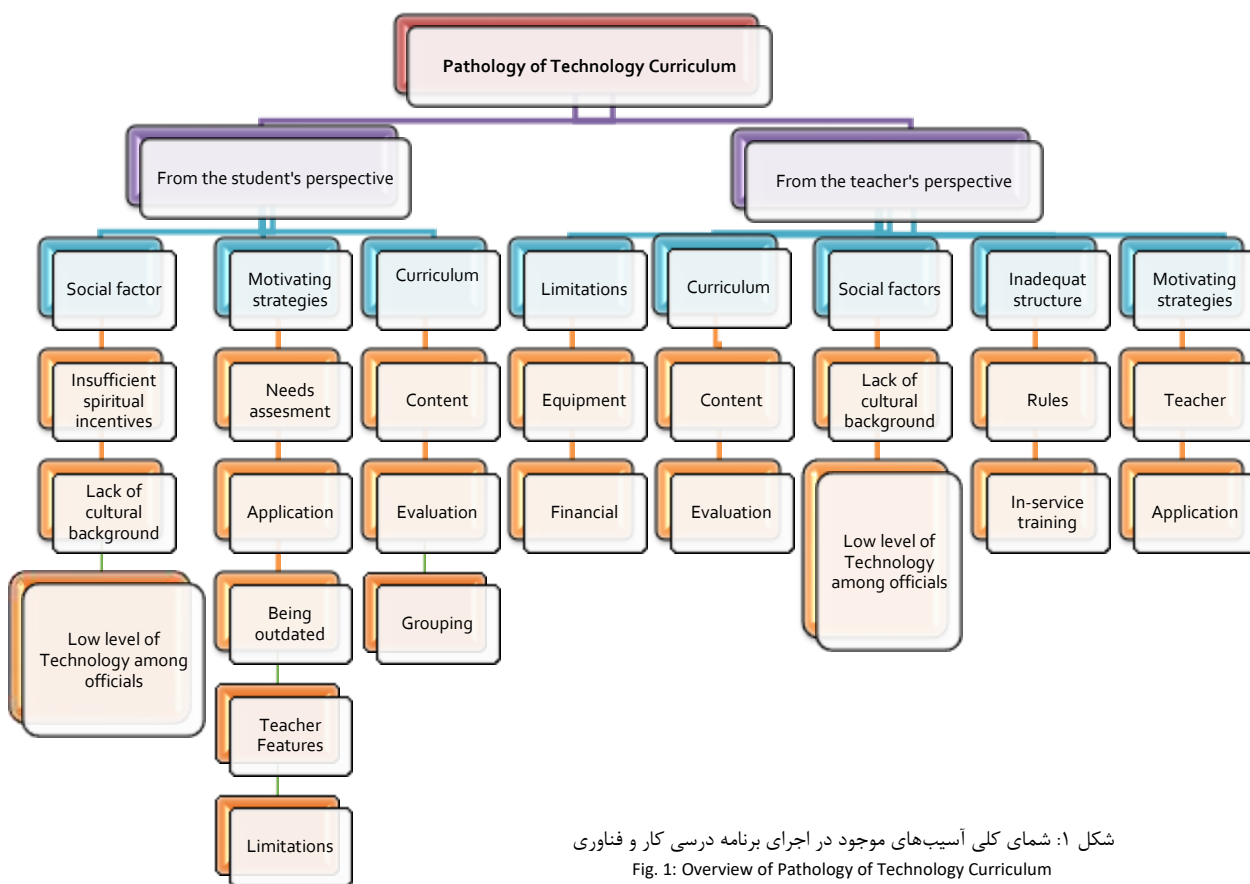 Pathology of Technology Curriculum
From the student's perspective
From the teacher's perspective
Social factor
Motivating
strategies
Curriculum
Limitations
Curriculum
Social factors
Inadequat
structure
Motivating
strategies
Insufficient
spiritual
incentives
Needs
assesment
Content
Equipment
Content
Lack of
cultural
background
Rules
Teacher
Lack of
cultural
background
Application
Evaluation
Financial
Evaluation
Low level of
Technology
among officials
In-service
training
Application
Low level of
Technology among
officials
Being
outdated
Grouping
Teacher
Features
Limitations
شکل ۱: شمای کلی آسیب‌های موجود در اجرای برنامه درسی کار و فناوری
Fig. 1: Overview of Pathology of Technology Curriculum